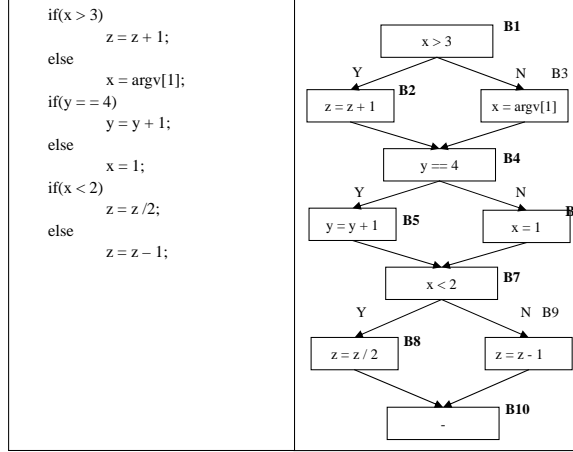 if(x > 3)
z = z + 1;
else
x = argv[1];
if(y = = 4)
y = y + 1;
else
x = 1;
if(x < 2)
z = z /2;
else
z = z – 1;
B1
x > 3
Y
N
B3
B2
z = z + 1
x = argv[1]
B4
y == 4
Y
N
B5
y = y + 1
x = 1
B7
x < 2
Y
N
B9
B8
z = z / 2
z = z - 1
B10
-